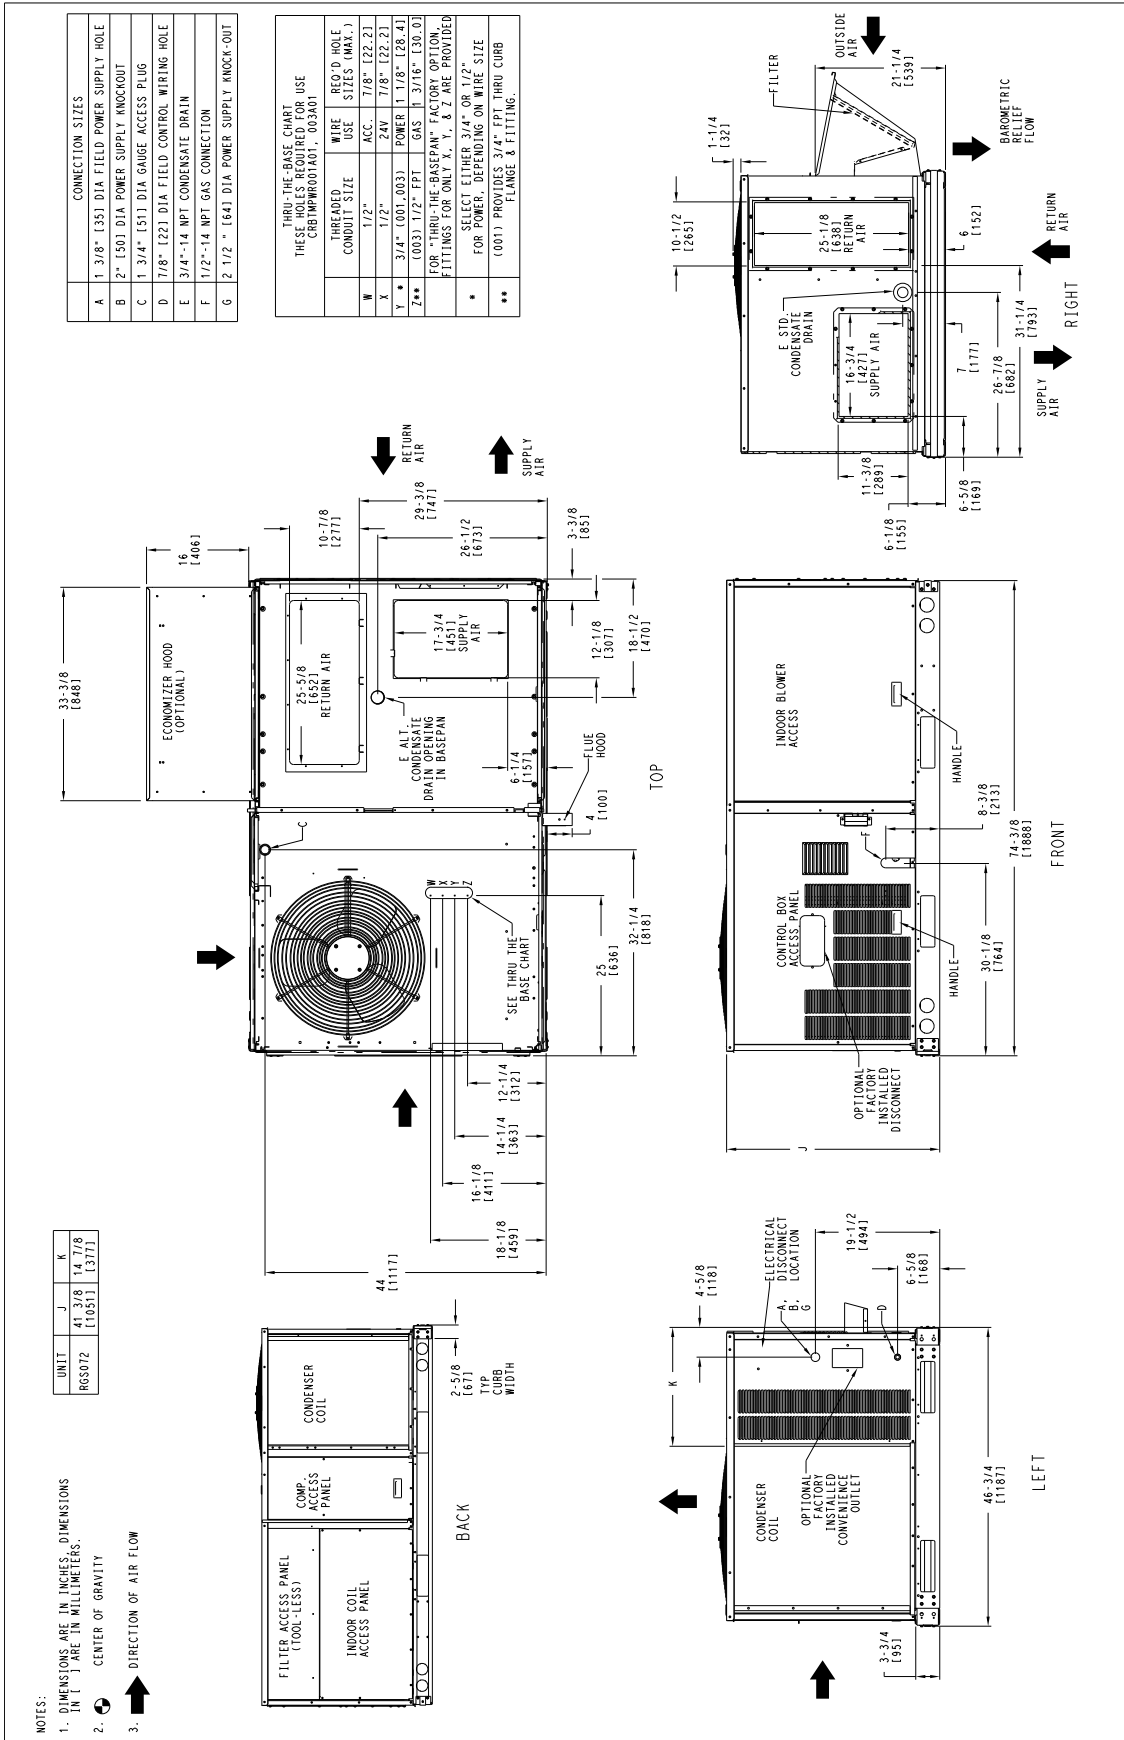 NOTES:
1. DIMENSIONS ARE IN INCHES, DIMENSIONS
IN [ ] ARE IN MILLIMETERS.
2. CENTER OF GRAVITY
3. DIRECTION OF AIR FLOW
UNIT J K
RGS072 41 3/8 [1051] 14 7/8 [377]
CONNECTION SIZES
A 1 3/8" [35] DIA FIELD POWER SUPPLY HOLE
B 2" [50] DIA POWER SUPPLY KNOCKOUT
C 1 3/4" [51] DIA GAUGE ACCESS PLUG
D 7/8" [22] DIA FIELD CONTROL WIRING HOLE
E 3/4"-14 NPT CONDENSATE DRAIN
F 1/2"-14 NPT GAS CONNECTION
G 2 1/2 " [64] DIA POWER SUPPLY KNOCK-OUT
THRU-THE-BASE CHART
THESE HOLES REQUIRED FOR USE
CRBTMPWR001A01, 003A01
THREADED CONDUIT SIZE WIRE USE REQ'D HOLE SIZES (MAX.)
W 1/2" ACC. 7/8" [22.2]
X 1/2" 24V 7/8" [22.2]
Y * 3/4" (001,003) POWER 1 1/8" [28.4]
Z** (003) 1/2" FPT GAS 1 3/16" [30.0]
FOR "THRU-THE-BASEPAN" FACTORY OPTION,
FITTINGS FOR ONLY X, Y, & Z ARE PROVIDED
* SELECT EITHER 3/4" OR 1/2"
FOR POWER, DEPENDING ON WIRE SIZE
** (001) PROVIDES 3/4" FPT THRU CURB
FLANGE & FITTING.
FILTER ACCESS PANEL
(TOOL-LESS)
INDOOR COIL
ACCESS PANEL
COMP.
ACCESS
PANEL
CONDENSER
COIL
2-5/8
[67]
TYP
CURB
WIDTH
BACK
44
[1117]
18-1/8
[459]
16-1/8
[411]
14-1/4
[363]
12-1/4
[312]
33-3/8
[848]
16
[406]
ECONOMIZER HOOD
(OPTIONAL)
C
W
X
Y
Z
SEE THRU THE
BASE CHART
25
[636]
32-1/4
[818]
25-5/8
[652]
RETURN AIR
E ALT.
CONDENSATE
DRAIN OPENING
IN BASEPAN
17-3/4
[451]
SUPPLY
AIR
6-1/4
[157]
4
[100]
FLUE
HOOD
10-7/8
[277]
29-3/8
[747]
26-1/2
[673]
3-3/8
[85]
12-1/8
[307]
18-1/2
[470]
RETURN
AIR
SUPPLY
AIR
TOP
CONDENSER
COIL
OPTIONAL
FACTORY
INSTALLED
CONVENIENCE
OUTLET
K
4-5/8
[118]
ELECTRICAL
DISCONNECT
LOCATION
A,
B,
G
D
19-1/2
[494]
6-5/8
[168]
3-3/4
[95]
46-3/4
[1187]
LEFT
J
OPTIONAL
FACTORY
INSTALLED
DISCONNECT
CONTROL BOX
ACCESS PANEL
HANDLE
F
INDOOR BLOWER
ACCESS
HANDLE
8-3/8
[213]
30-1/8
[764]
74-3/8
[1888]
FRONT
FILTER
OUTSIDE
AIR
21-1/4
[539]
1-1/4
[32]
10-1/2
[265]
BAROMETRIC
RELIEF
FLOW
25-1/8
[638]
RETURN
AIR
E STD.
CONDENSATE
DRAIN
16-3/4
[427]
SUPPLY AIR
11-3/8
[289]
6-1/8
[155]
6-5/8
[169]
7
[177]
6
[152]
26-7/8
[682]
31-1/4
[793]
SUPPLY
AIR
RETURN
AIR
RIGHT